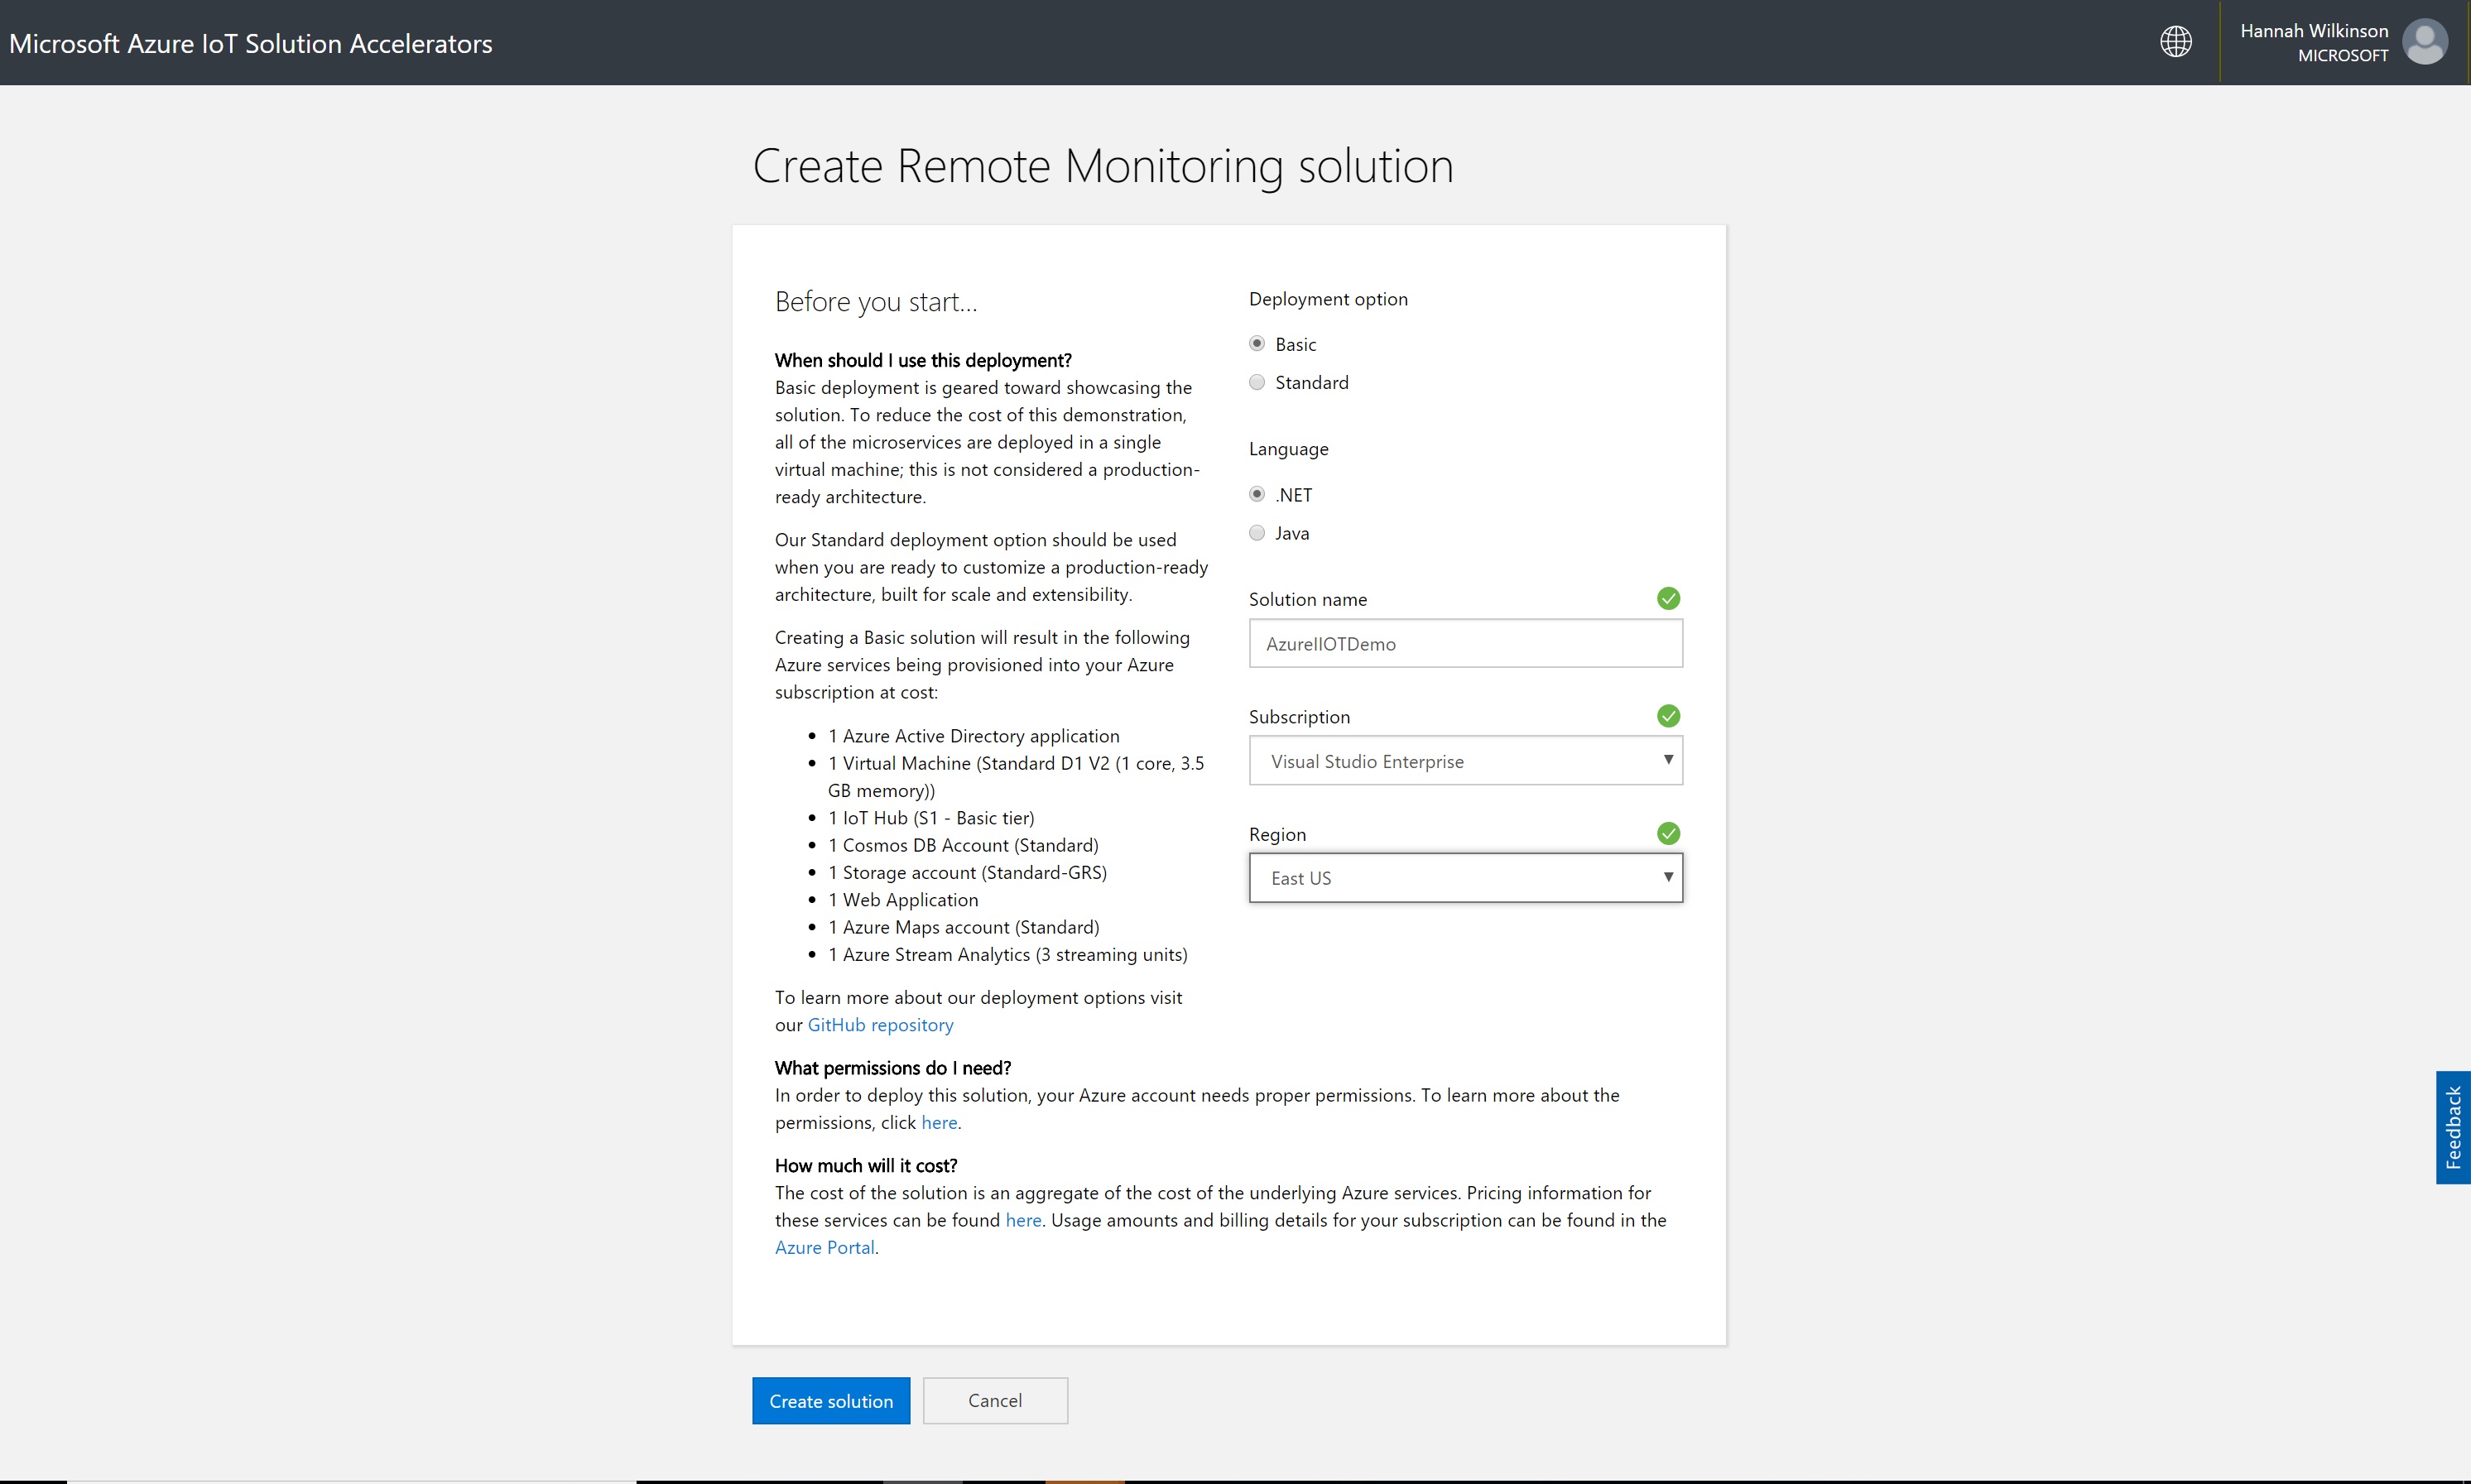 Microsoft Azure IoT Solution Accelerators
Hannah Wilkinson
MICROSOFT
Create Remote Monitoring solution
Before you start...
When should I use this deployment?
Basic deployment is geared toward showcasing the
solution. To reduce the cost of this demonstration,
all of the microservices are deployed in a single
virtual machine; this is not considered a production-
ready architecture.
Our Standard deployment option should be used
when you are ready to customize a production-ready
architecture, built for scale and extensibility.
Creating a Basic solution will result in the following
Azure services being provisioned into your Azure
subscription at cost:
• 1 Azure Active Directory application
• 1 Virtual Machine (Standard D1 V2 (1 core, 3.5
GB memory))
• 1 IoT Hub (S1 - Basic tier)
• 1 Cosmos DB Account (Standard)
• 1 Storage account (Standard-GRS)
• 1 Web Application
• 1 Azure Maps account (Standard)
• 1 Azure Stream Analytics (3 streaming units)
To learn more about our deployment options visit
our GitHub repository
Deployment option
Basic
Standard
Language
.NET
Java
Solution name
AzureIIOTDemo
Subscription
Visual Studio Enterprise
Region
East US
What permissions do I need?
In order to deploy this solution, your Azure account needs proper permissions. To learn more about the
permissions, click here.
How much will it cost?
The cost of the solution is an aggregate of the cost of the underlying Azure services. Pricing information for
these services can be found here. Usage amounts and billing details for your subscription can be found in the
Azure Portal.
Create solution
Cancel
Feedback